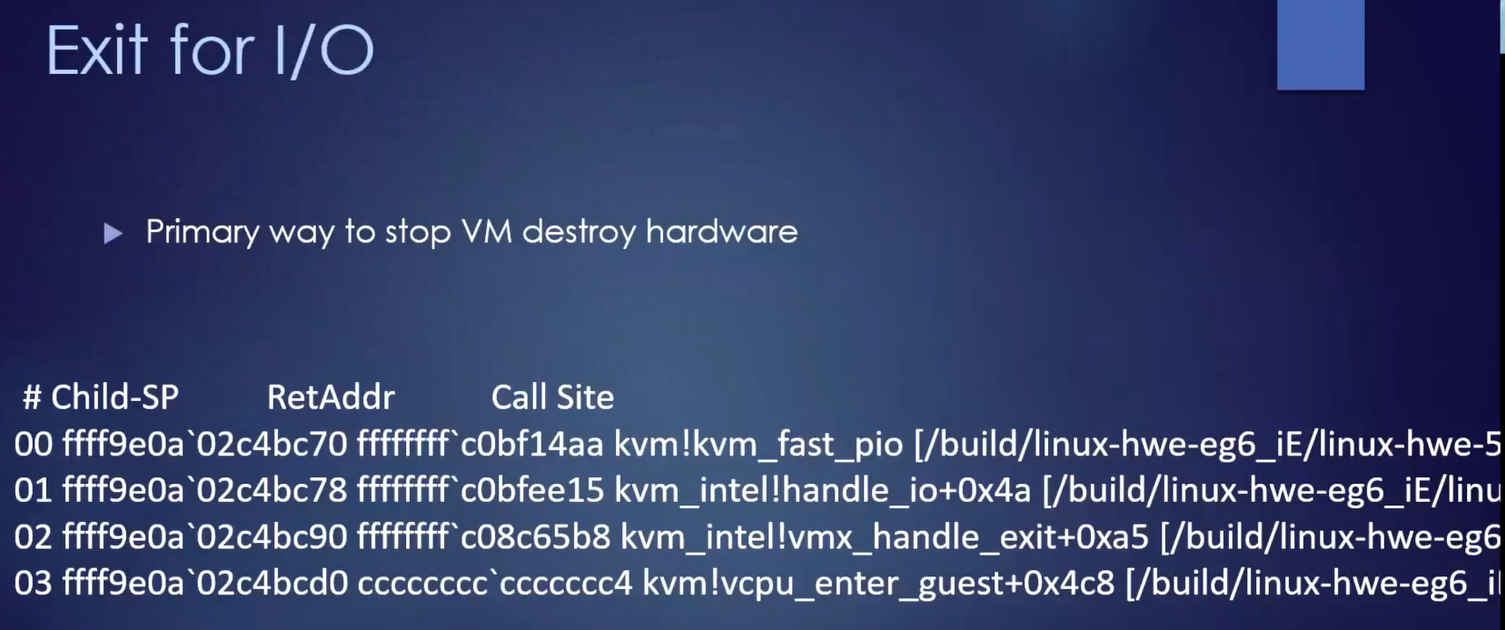 Exit for I/O
Primary way to stop VM destroy hardware
# Child-SP RetAddr Call Site
00 ffff9e0a`02c4bc70 ffffffff`c0bf14aa kvm!kvm_fast_pio [/build/linux-hwe-eg6_iE/linux-hwe-5
01 ffff9e0a`02c4bc78 ffffffff`c0bfee15 kvm_intel!handle_io+0x4a [/build/linux-hwe-eg6_iE/linu
02 ffff9e0a`02c4bc90 ffffffff`c08c65b8 kvm_intel!vmx_handle_exit+0xa5 [/build/linux-hwe-eg6
03 ffff9e0a`02c4bcd0 cccccccc`ccccccc4 kvm!vcpu_enter_guest+0x4c8 [/build/linux-hwe-eg6_i